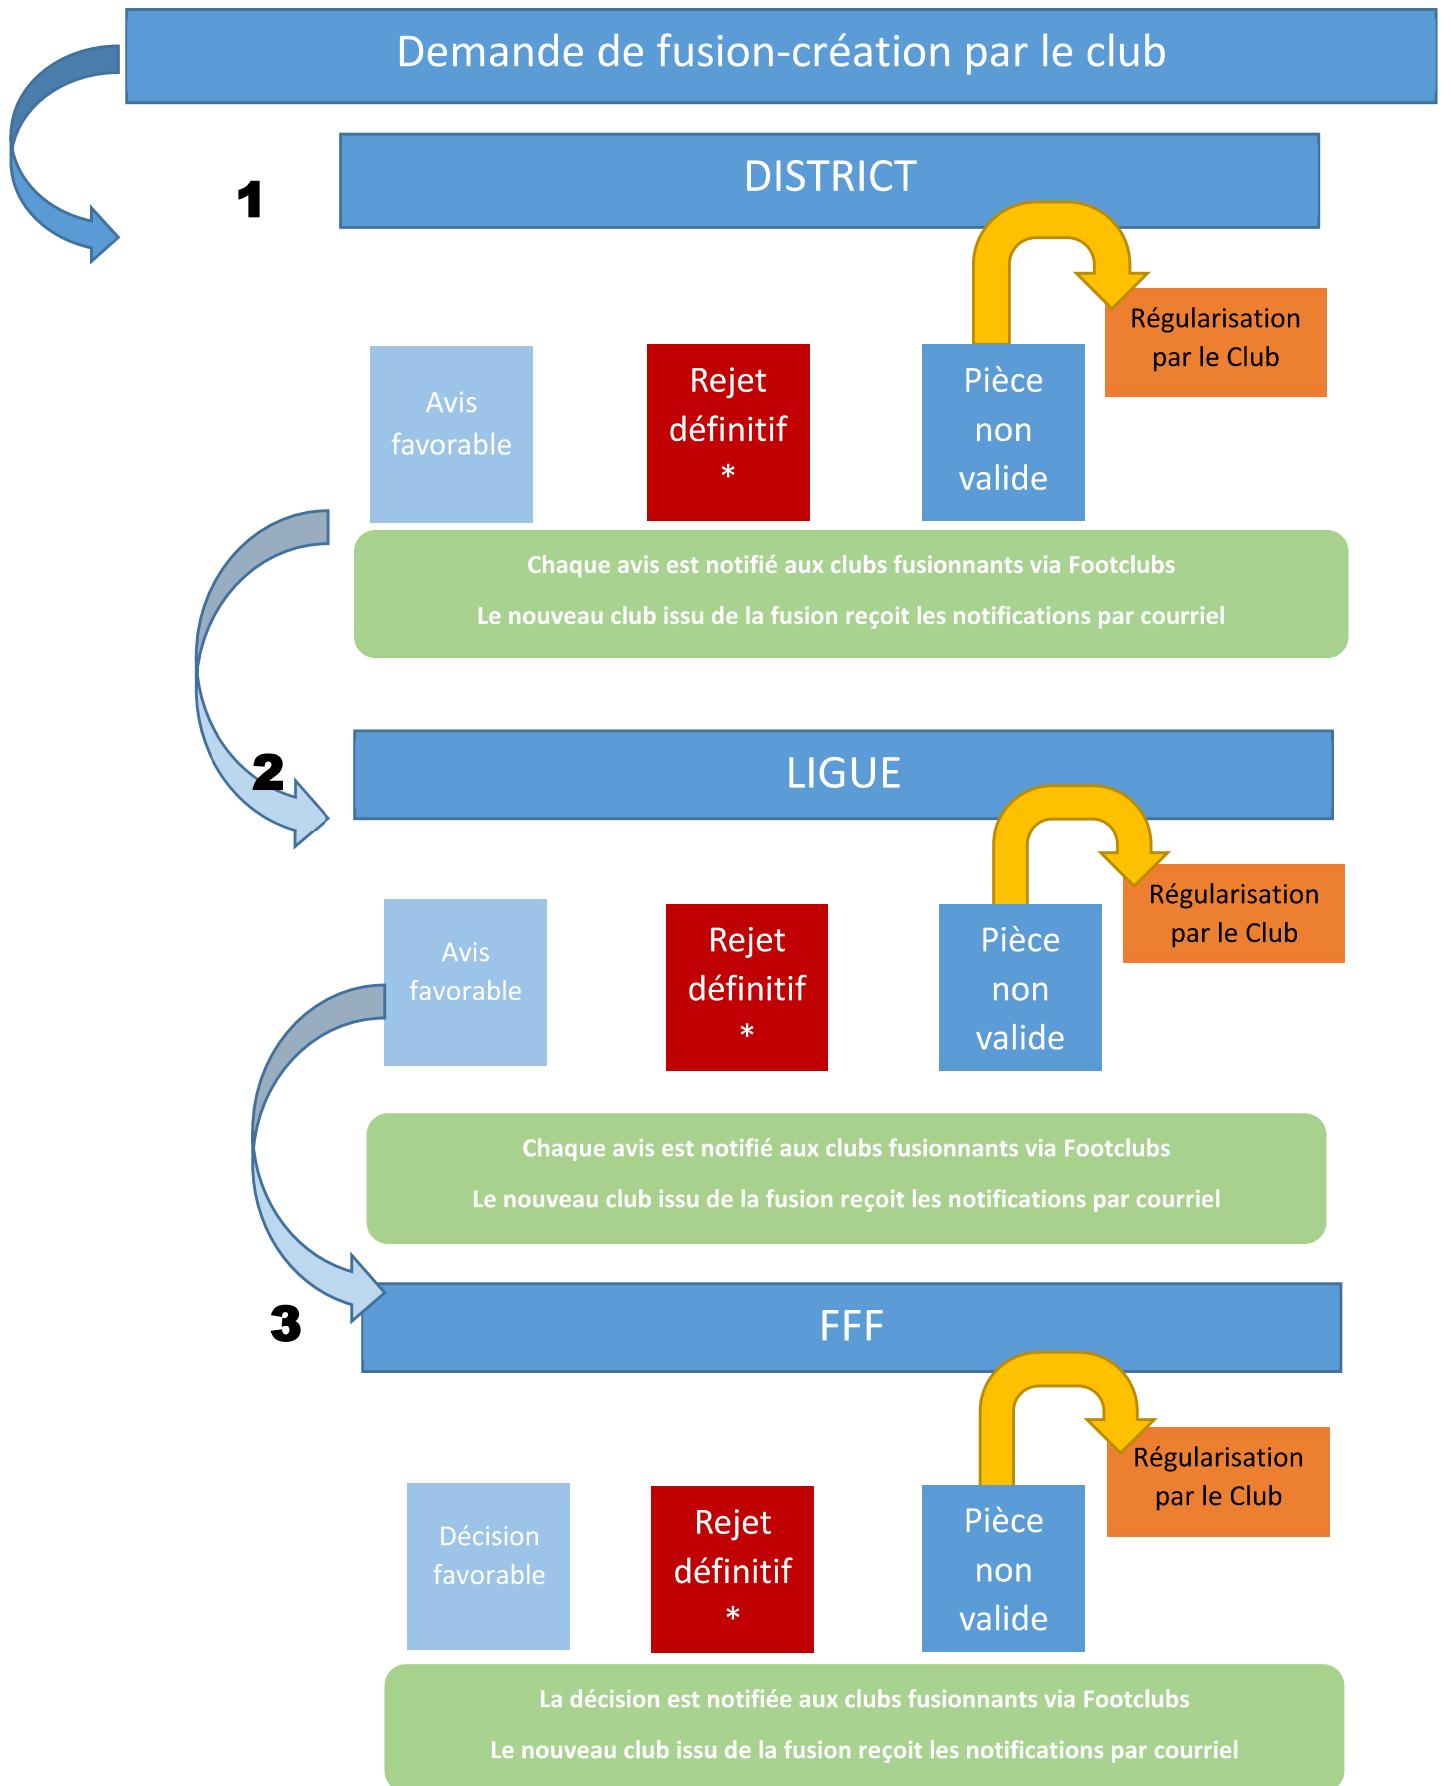 Demande de fusion-création par le club
1
DISTRICT
Régularisation
par le Club
Avis
favorable
Rejet
définitif
*
Pièce
non
valide
Chaque avis est notifié aux clubs fusionnants via Footclubs
Le nouveau club issu de la fusion reçoit les notifications par courriel
2
LIGUE
Régularisation
par le Club
Avis
favorable
Rejet
définitif
*
Pièce
non
valide
Chaque avis est notifié aux clubs fusionnants via Footclubs
Le nouveau club issu de la fusion reçoit les notifications par courriel
3
FFF
Régularisation
par le Club
Décision
favorable
Rejet
définitif
*
Pièce
non
valide
La décision est notifiée aux clubs fusionnants via Footclubs
Le nouveau club issu de la fusion reçoit les notifications par courriel